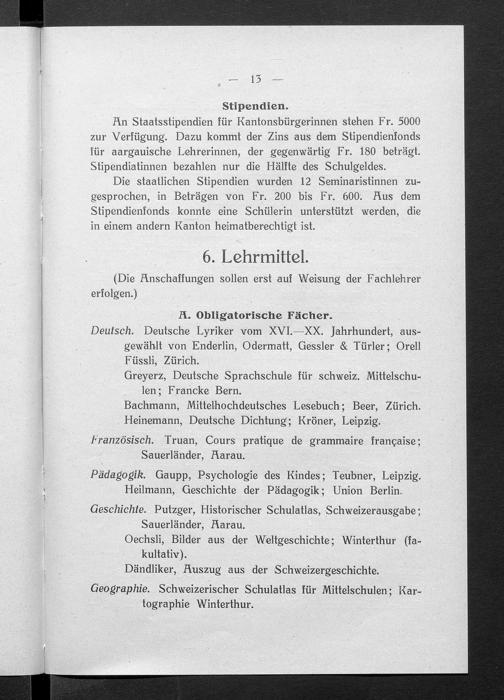 — 13 —
Stipendien.
An Staatsstipendien für Kantonsbürgerinnen stehen Fr. 5000
zur Verfügung. Dazu kommt der Zins aus dem Stipendienfonds
für aargauische Lehrerinnen, der gegenwärtig Fr. 180 beträgt.
Stipendiatinnen bezahlen nur die Hälfte des Schulgeldes.
Die staatlichen Stipendien wurden 12 Seminaristinnen zu-
gesprochen, in Beträgen von Fr. 200 bis Fr. 600. Aus dem
Stipendienfonds konnte eine Schülerin unterstützt werden, die
in einem andern Kanton heimatberechtigt ist.
6. Lehrmittel.
(Die Anschaffungen sollen erst auf Weisung der Fachlehrer
erfolgen.)
A. Obligatorische Fächer.
Deutsch. Deutsche Lyriker vom XVI.—XX. Jahrhundert, aus-
gewählt von Enderlin, Odermatt, Gessler & Türler; Orell
Füssli, Zürich.
Greyerz, Deutsche Sprachschule für schweiz. Mittelschu-
len; Francke Bern.
Bachmann, Mittelhochdeutsches Lesebuch; Beer, Zürich.
Heinemann, Deutsche Dichtung; Kröner, Leipzig.
Französisch. Truan, Cours pratique de grammaire française;
Sauerländer, Aarau.
Pädagogik. Gaupp, Psychologie des Kindes; Teubner, Leipzig.
Heilmann, Geschichte der Pädagogik; Union Berlin.
Geschichte. Putzger, Historischer Schulatlas, Schweizerausgabe;
Sauerländer, Aarau.
Oechsli, Bilder aus der Weltgeschichte; Winterthur (fa-
kultativ).
Dändliker, Auszug aus der Schweizergeschichte.
Geographie. Schweizerischer Schulatlas für Mittelschulen; Kar-
tographie Winterthur.